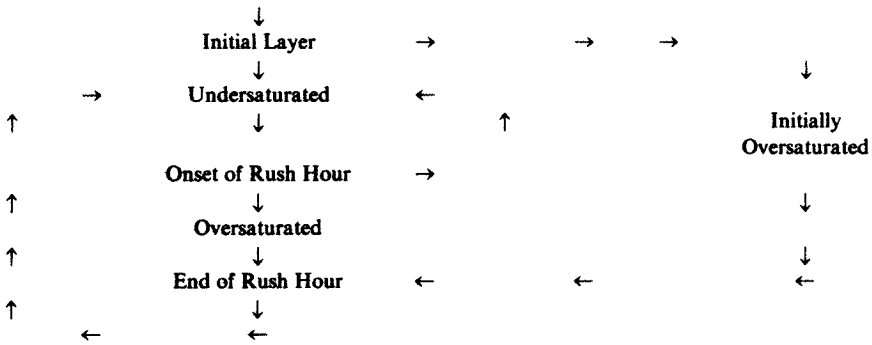 ↓
Initial Layer → → →
↓ ↓
→ Undersaturated ←
↑ ↓ ↑ Initially
Oversaturated
Onset of Rush Hour →
↑ ↓ ↓
Oversaturated
↑ ↓ ↓
End of Rush Hour ← ← ←
↑ ↓
← ←